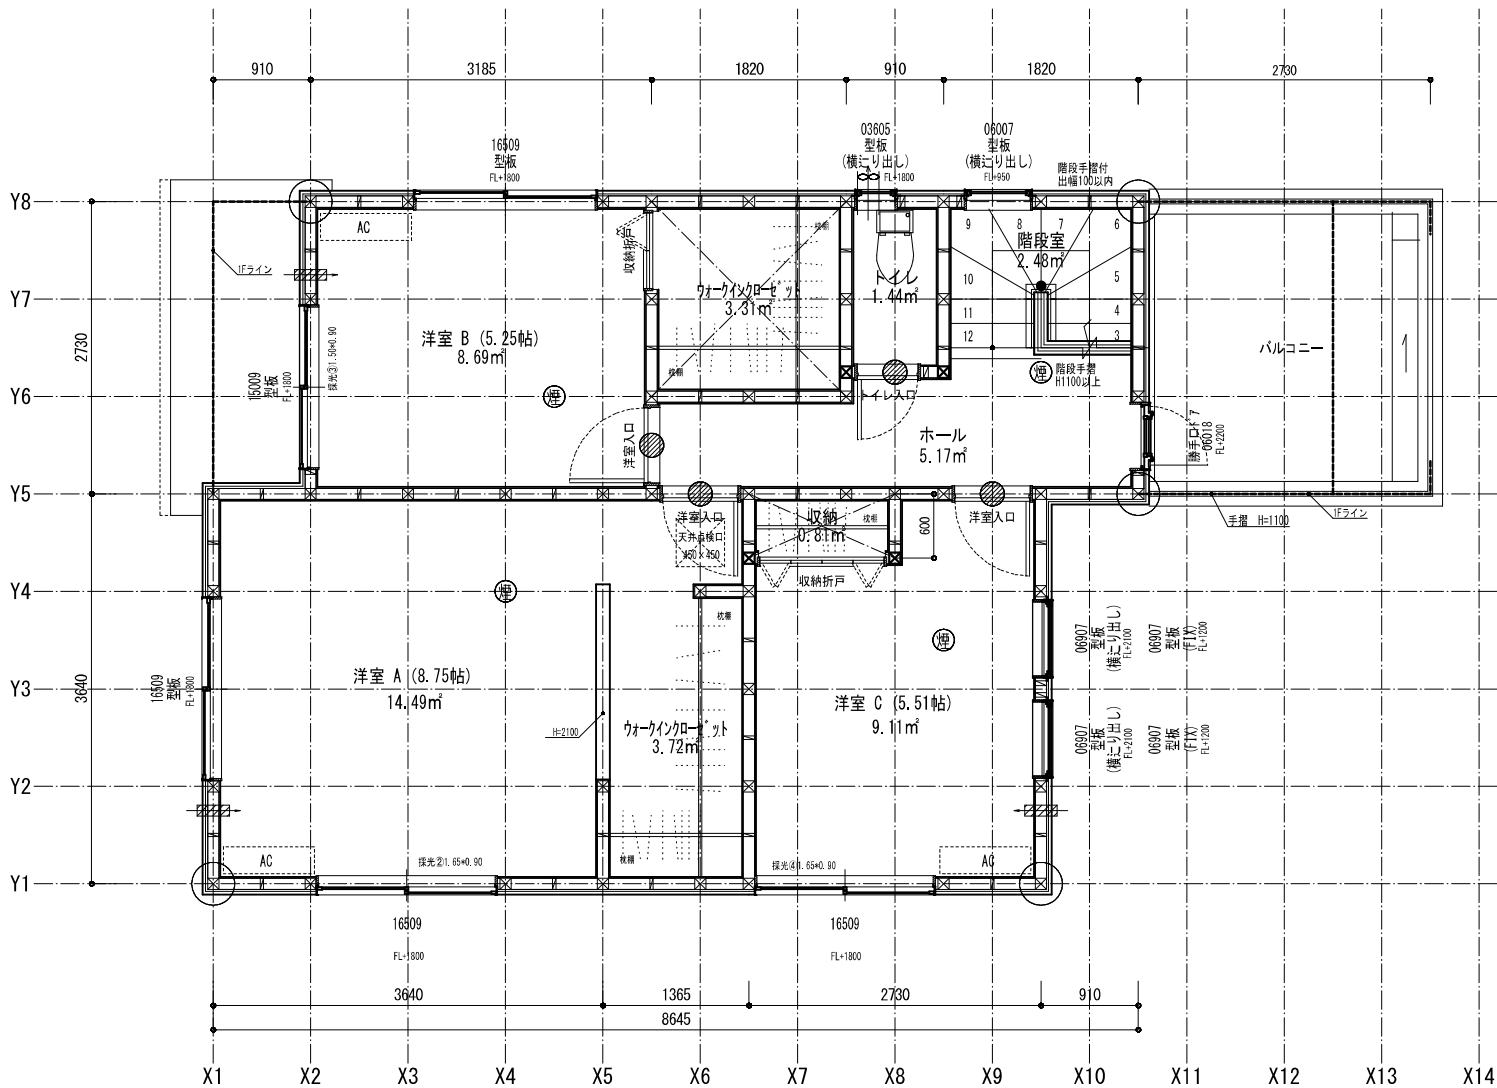 910
3185
1820
910
1820
2730
16509
型板
FL+1800
03605
型板
(横辷り出し)
FL+1800
06007
型板
(横辷り出し)
FL+950
階段手摺付
出幅100以内
Y8
AC
収納折戸
枕棚
9
8
7
6
階段室
2.48㎡
1Fライン
10
5
トイレ
1.44㎡
ウォークインクローゼット
3.31㎡
Y7
11
4
12
3
2730
洋室 B (5.25帖)
8.69㎡
採光③1.50*0.90
バルコニー
15009
型板
FL+1800
枕棚
煙
階段手摺
H1100以上
Y6
煙
トイレ入口
洋室入口
ホール
5.17㎡
勝手口ドア
06018
FL+2200
Y5
洋室入口
天井点検口
450×450
収納
0.81㎡
枕棚
600
洋室入口
手摺 H=1100
1Fライン
収納折戸
Y4
煙
枕棚
煙
06907
型板
(横辷り出し)
FL+2100
06907
型板
(FIX)
FL+1200
3640
Y3
16509
型板
FL+1800
洋室 A (8.75帖)
14.49㎡
洋室 C (5.51帖)
9.11㎡
H=2100
ウォークインクローゼット
3.72㎡
06907
型板
(横辷り出し)
FL+2100
06907
型板
(FIX)
FL+1200
Y2
AC
採光②1.65*0.90
枕棚
採光④1.65*0.90
AC
Y1
16509
FL+1800
16509
FL+1800
3640
1365
2730
910
8645
X1
X2
X3
X4
X5
X6
X7
X8
X9
X10
X11
X12
X13
X14